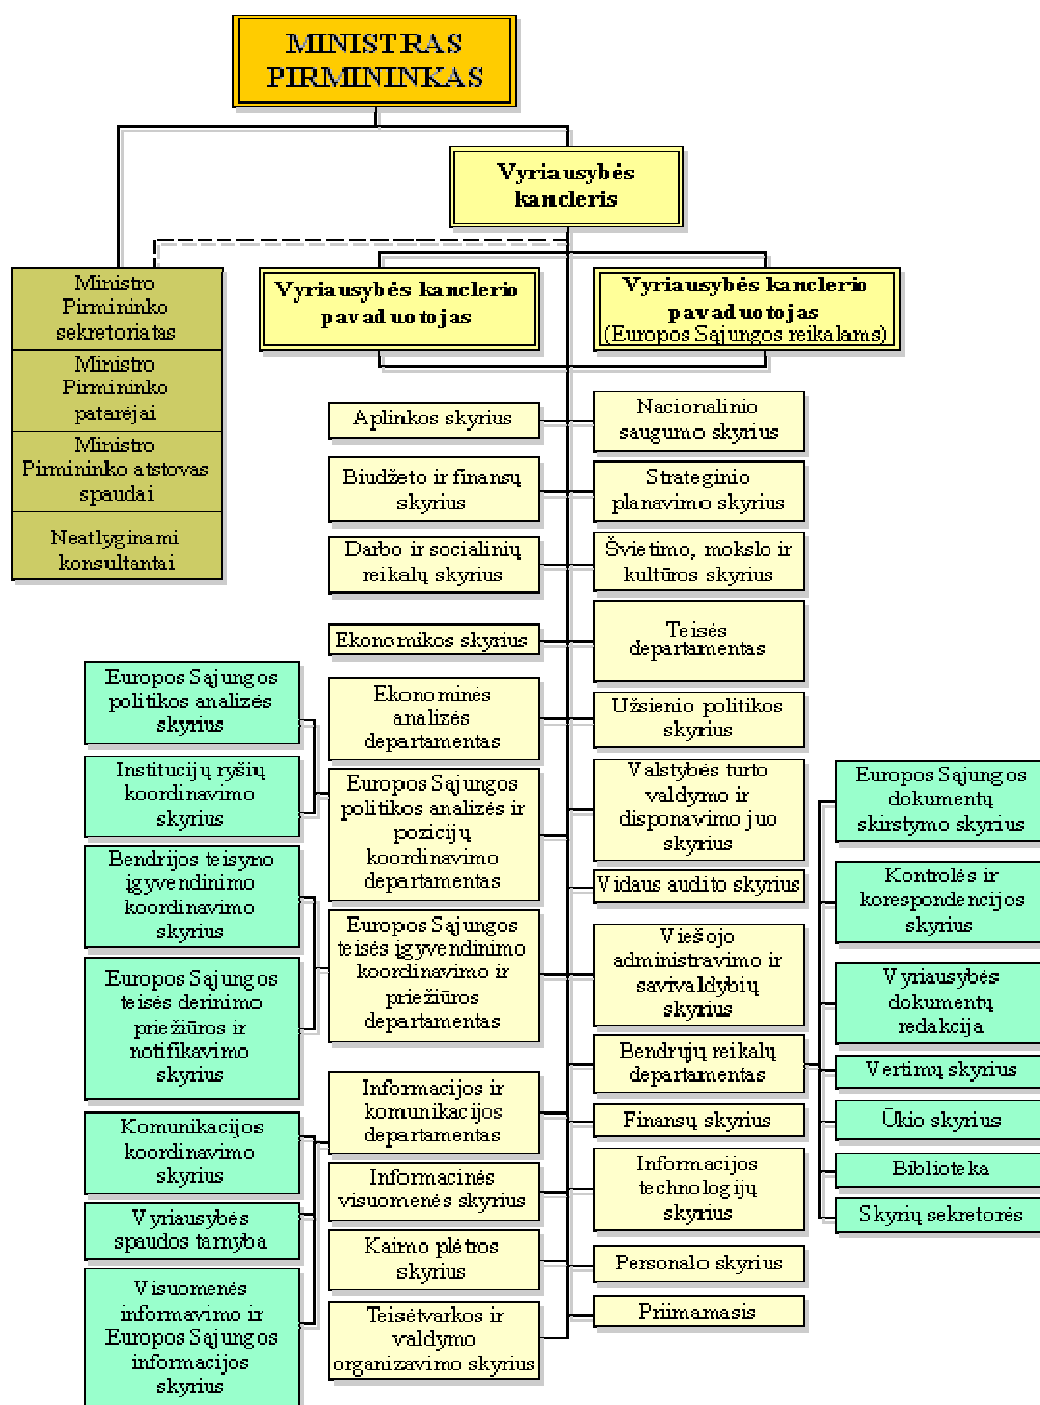 MINISTRAS
PIRMININKAS
Vyriausybės
kancleris
Ministro
Pirmininko
sekretoriatas
Ministro
Pirmininko
patarėjai
Ministro
Pirmininko atstovas
spaudai
Neatlyginami
konsultantai
Vyriausybės kanclerio
pavaduotojas
Vyriausybės kanclerio
pavaduotojas
(Europos Sąjungos reikalams)
Aplinkos skyrius
Biudžeto ir finansų
skyrius
Darbo ir socialinių
reikalų skyrius
Ekonomikos skyrius
Ekonominės
analizės
departamentas
Europos Sąjungos
politikos analizės ir
pozicijų
koordinavimo
departamentas
Europos Sąjungos
teisės įgyvendinimo
koordinavimo ir
priežiūros
departamentas
Informacijos ir
komunikacijos
departamentas
Informacinės
visuomenės skyrius
Kaimo plėtros
skyrius
Teisėtvarkos ir
valdymo
organizavimo skyrius
Nacionalinio
saugumo skyrius
Strateginio
planavimo skyrius
Švietimo, mokslo ir
kultūros skyrius
Teisės
departamentas
Užsienio politikos
skyrius
Valstybės turto
valdymo ir
disponavimo juo
skyrius
Vidaus audito skyrius
Viešojo
administravimo ir
savivaldybių
skyrius
Bendrųjų reikalų
departamentas
Finansų skyrius
Informacijos
technologijų
skyrius
Personalo skyrius
Priimamasis
Europos Sąjungos
politikos analizės
skyrius
Institucijų ryšių
koordinavimo
skyrius
Bendrijos teisyno
įgyvendinimo
koordinavimo
skyrius
Europos Sąjungos
teisės derinimo
priežiūros ir
notifikavimo
skyrius
Komunikacijos
koordinavimo
skyrius
Vyriausybės
spaudos tarnyba
Visuomenės
informavimo ir
Europos Sąjungos
informacijos
skyrius
Europos Sąjungos
dokumentų
skirstymo skyrius
Kontrolės ir
korespondencijos
skyrius
Vyriausybės
dokumentų
redakcija
Vertimų skyrius
Ūkio skyrius
Biblioteka
Skyrių sekretorės